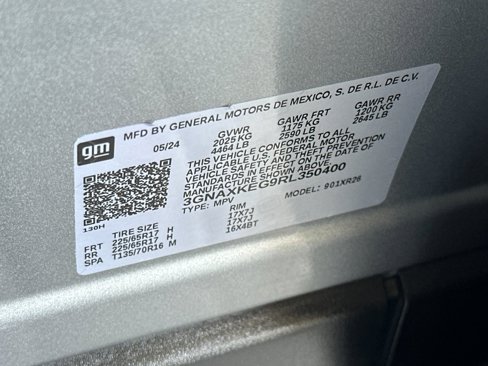 gm
MFD BY GENERAL MOTORS DE MEXICO, S. DE R.L. DE C.V.
05/24 GVWR GAWR FRT GAWR RR
2025 KG 1175 KG 1200 KG
4464 LB 2590 LB 2645 LB
THIS VEHICLE CONFORMS TO ALL
APPLICABLE U.S. FEDERAL MOTOR
VEHICLE SAFETY AND THEFT PREVENTION
STANDARDS IN EFFECT ON THE DATE OF
MANUFACTURE SHOWN ABOVE.
3GNAXKEG9RL350400
TYPE: MPV MODEL: 901XR26
130H
TIRE SIZE RIM
FRT 225/65R17 H 17X7J
RR 225/65R17 H 17X7J
SPA T135/70R16 M 16X4BT